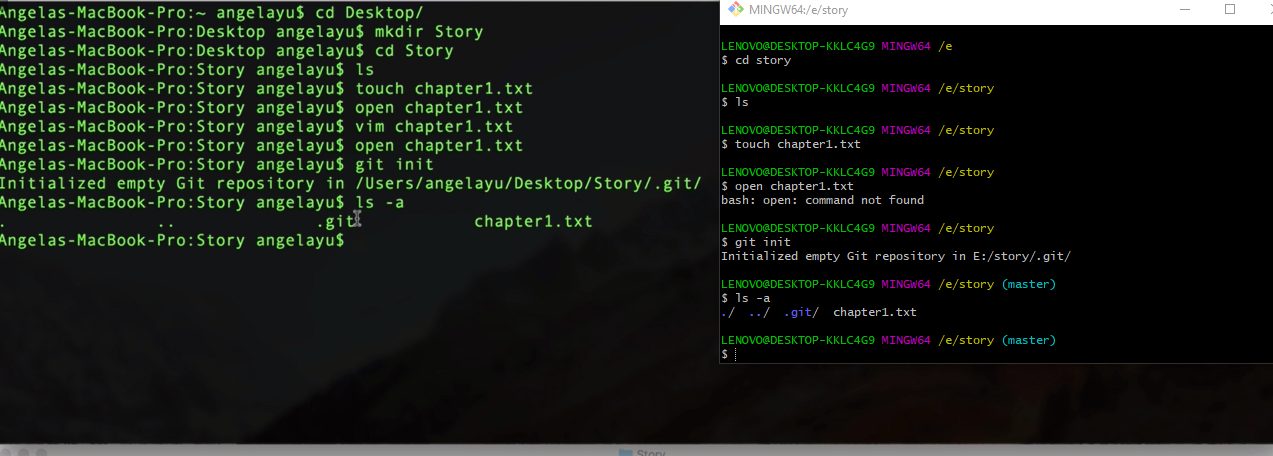 Angelas-MacBook-Pro:~ angelayu$ cd Desktop/
Angelas-MacBook-Pro:Desktop angelayu$ mkdir Story
Angelas-MacBook-Pro:Desktop angelayu$ cd Story
Angelas-MacBook-Pro:Story angelayu$ ls
Angelas-MacBook-Pro:Story angelayu$ touch chapter1.txt
Angelas-MacBook-Pro:Story angelayu$ open chapter1.txt
Angelas-MacBook-Pro:Story angelayu$ vim chapter1.txt
Angelas-MacBook-Pro:Story angelayu$ open chapter1.txt
Angelas-MacBook-Pro:Story angelayu$ git init
Initialized empty Git repository in /Users/angelayu/Desktop/Story/.git/
Angelas-MacBook-Pro:Story angelayu$ ls -a
. .. .git chapter1.txt
Angelas-MacBook-Pro:Story angelayu$
MINGW64:/e/story
LENOVO@DESKTOP-KKLC4G9 MINGW64 /e
$ cd story
LENOVO@DESKTOP-KKLC4G9 MINGW64 /e/story
$ ls
LENOVO@DESKTOP-KKLC4G9 MINGW64 /e/story
$ touch chapter1.txt
LENOVO@DESKTOP-KKLC4G9 MINGW64 /e/story
$ open chapter1.txt
bash: open: command not found
LENOVO@DESKTOP-KKLC4G9 MINGW64 /e/story
$ git init
Initialized empty Git repository in E:/story/.git/
LENOVO@DESKTOP-KKLC4G9 MINGW64 /e/story (master)
$ ls -a
./ ../ .git/ chapter1.txt
LENOVO@DESKTOP-KKLC4G9 MINGW64 /e/story (master)
$
Story